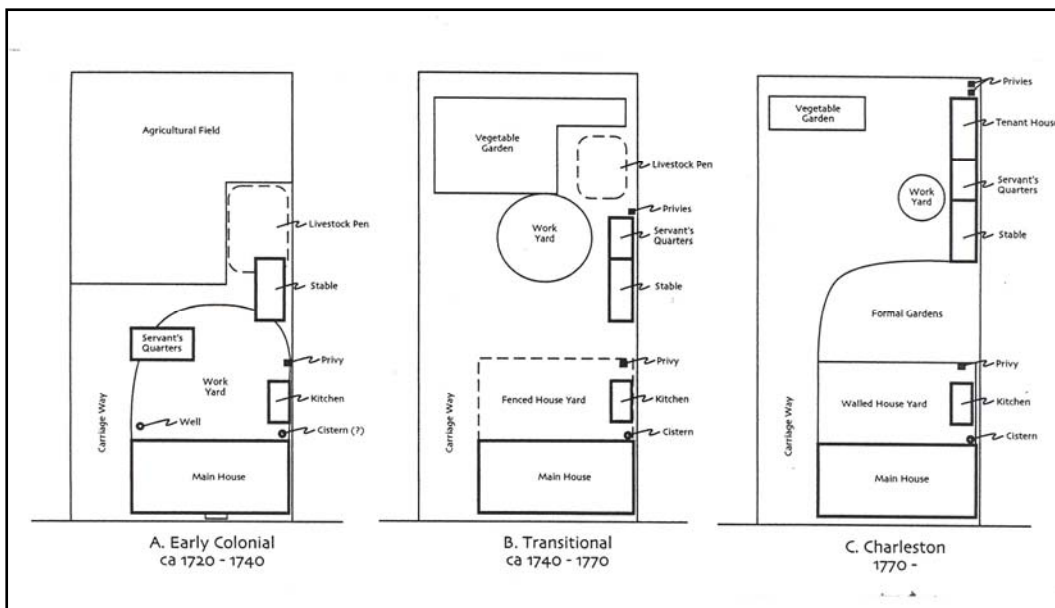 Agricultural Field
Livestock Pen
Stable
Servant's
Quarters
Privy
Work
Yard
Kitchen
Carriage Way
Well
Cistern (?)
Main House
A. Early Colonial
ca 1720 - 1740
Vegetable
Garden
Livestock Pen
Privies
Work
Yard
Servant's
Quarters
Stable
Privy
Fenced House Yard
Kitchen
Cistern
Main House
B. Transitional
ca 1740 - 1770
Privies
Vegetable
Garden
Tenant House
Servant's
Quarters
Work
Yard
Stable
Formal Gardens
Privy
Walled House Yard
Kitchen
Carriage Way
Cistern
Main House
C. Charleston
1770 -